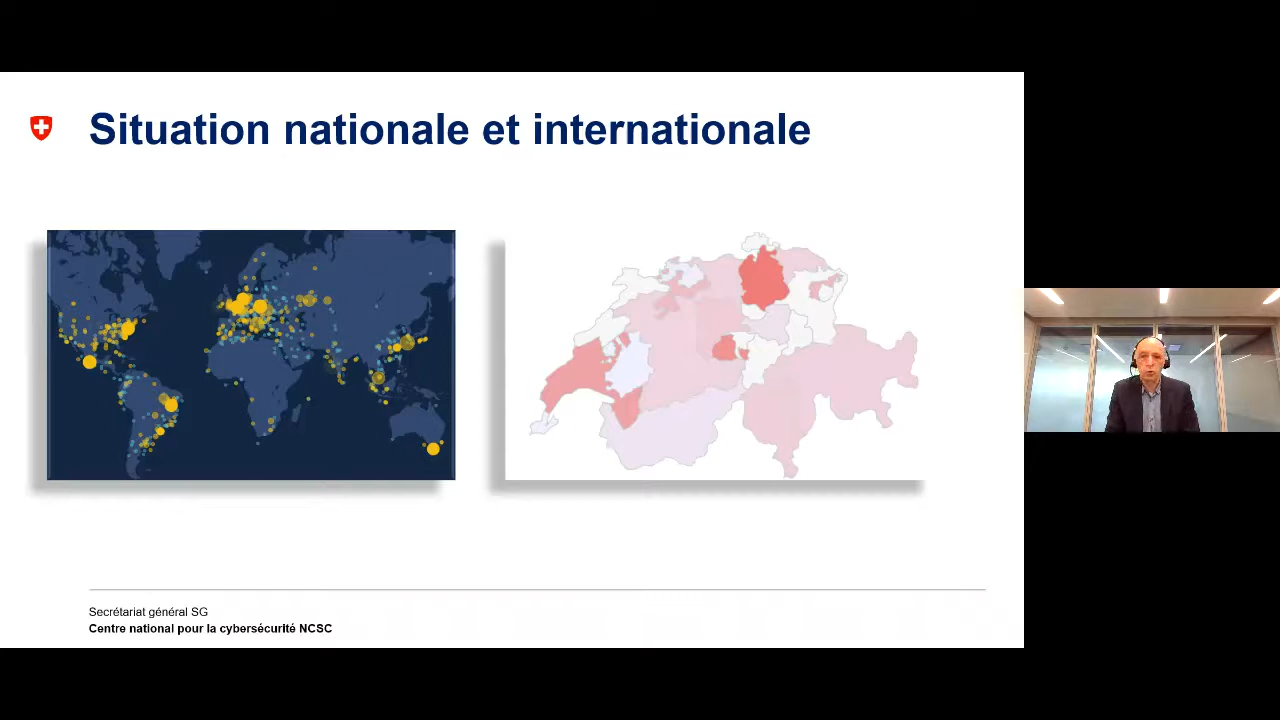 Situation nationale et internationale
Secrétariat général SG
Centre national pour la cybersécurité NCSC